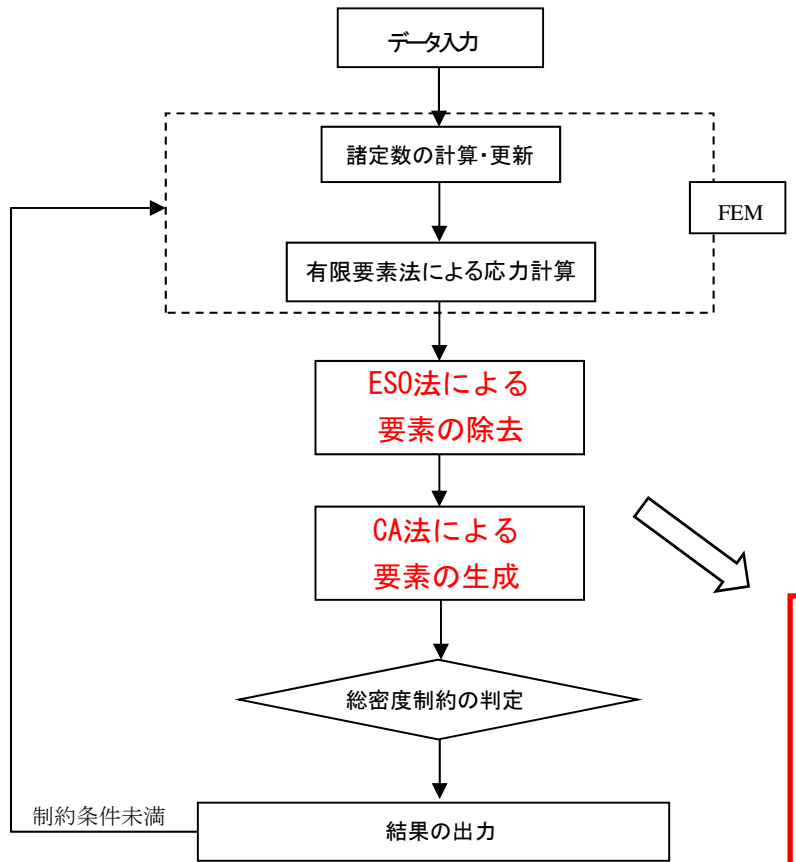 データ入力
諸定数の計算・更新
FEM
有限要素法による応力計算
ESO法による
要素の除去
CA法による
要素の生成
総密度制約の判定
制約条件未満
結果の出力